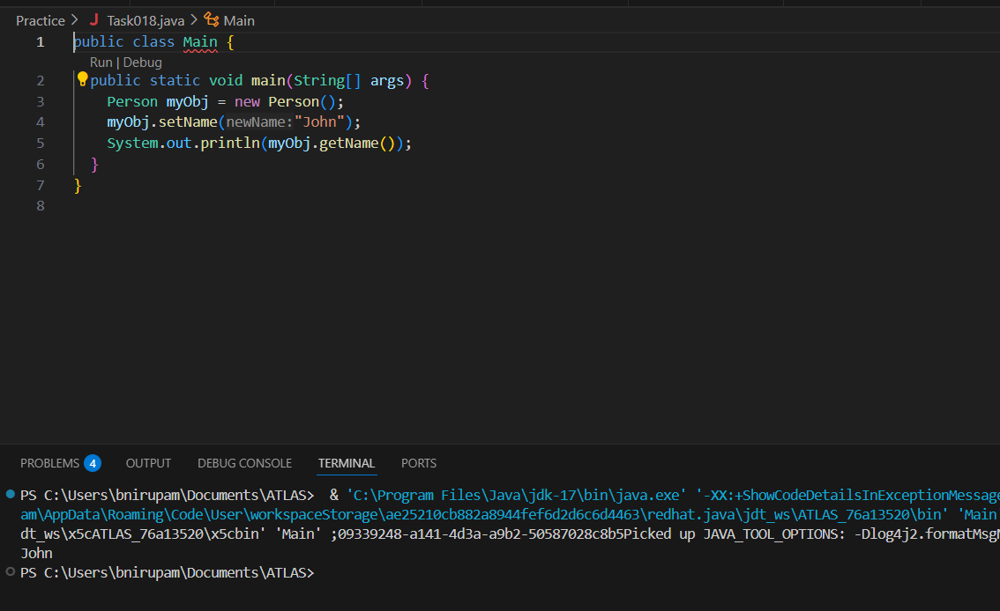 Practice > J Task018.java > Main
1 public class Main {
Run | Debug
2 public static void main(String[] args) {
3 Person myObj = new Person();
4 myObj.setName(newName:"John");
5 System.out.println(myObj.getName());
6 }
7 }
8
PROBLEMS 4 OUTPUT DEBUG CONSOLE TERMINAL PORTS
PS C:\Users\bnirupam\Documents\ATLAS> & 'C:\Program Files\Java\jdk-17\bin\java.exe' '-XX:+ShowCodeDetailsInExceptionMessage
am\AppData\Roaming\Code\User\workspaceStorage\ae25210cb882a8944fef6d2d6c6d4463\redhat.java\jdt_ws\ATLAS_76a13520\bin' 'Main
dt_ws\x5cATLAS_76a13520\x5cbin' 'Main' ;09339248-a141-4d3a-a9b2-50587028c8b5Picked up JAVA_TOOL_OPTIONS: -Dlog4j2.formatMsg
John
PS C:\Users\bnirupam\Documents\ATLAS>